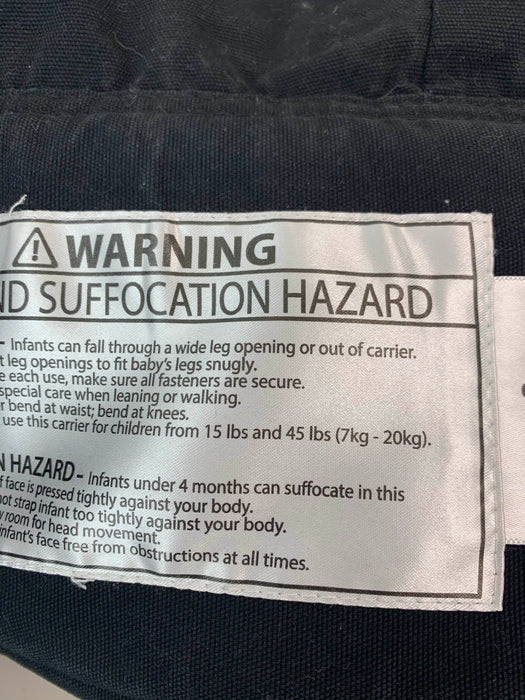 WARNING
SUFFOCATION HAZARD
- Infants can fall through a wide leg opening or out of carrier.
leg openings to fit baby's legs snugly.
each use, make sure all fasteners are secure.
special care when leaning or walking.
bend at waist; bend at knees.
use this carrier for children from 15 lbs and 45 lbs (7kg - 20kg).
HAZARD - Infants under 4 months can suffocate in this
face is pressed tightly against your body.
strap infant too tightly against your body.
room for head movement.
infant's face free from obstructions at all times.